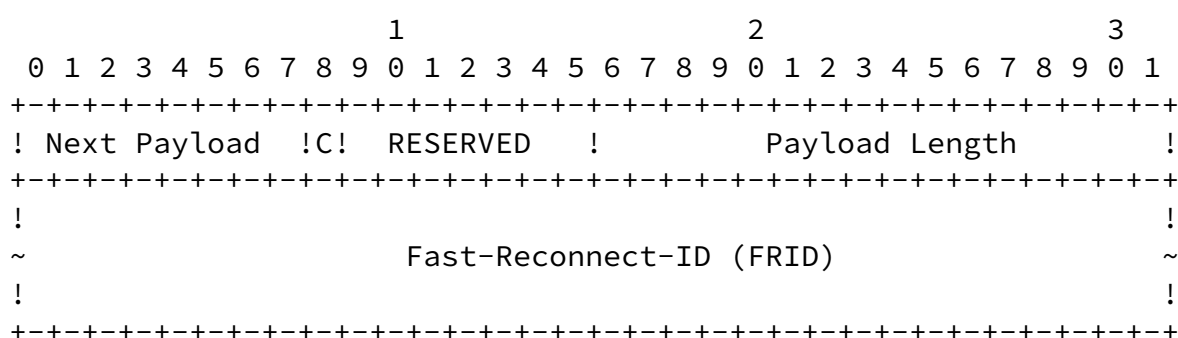 1                   2                   3
 0 1 2 3 4 5 6 7 8 9 0 1 2 3 4 5 6 7 8 9 0 1 2 3 4 5 6 7 8 9 0 1
+-+-+-+-+-+-+-+-+-+-+-+-+-+-+-+-+-+-+-+-+-+-+-+-+-+-+-+-+-+-+-+-+
! Next Payload  !C!  RESERVED   !         Payload Length        !
+-+-+-+-+-+-+-+-+-+-+-+-+-+-+-+-+-+-+-+-+-+-+-+-+-+-+-+-+-+-+-+-+
!                                                               !
~                     Fast-Reconnect-ID (FRID)                  ~
!                                                               !
+-+-+-+-+-+-+-+-+-+-+-+-+-+-+-+-+-+-+-+-+-+-+-+-+-+-+-+-+-+-+-+-+